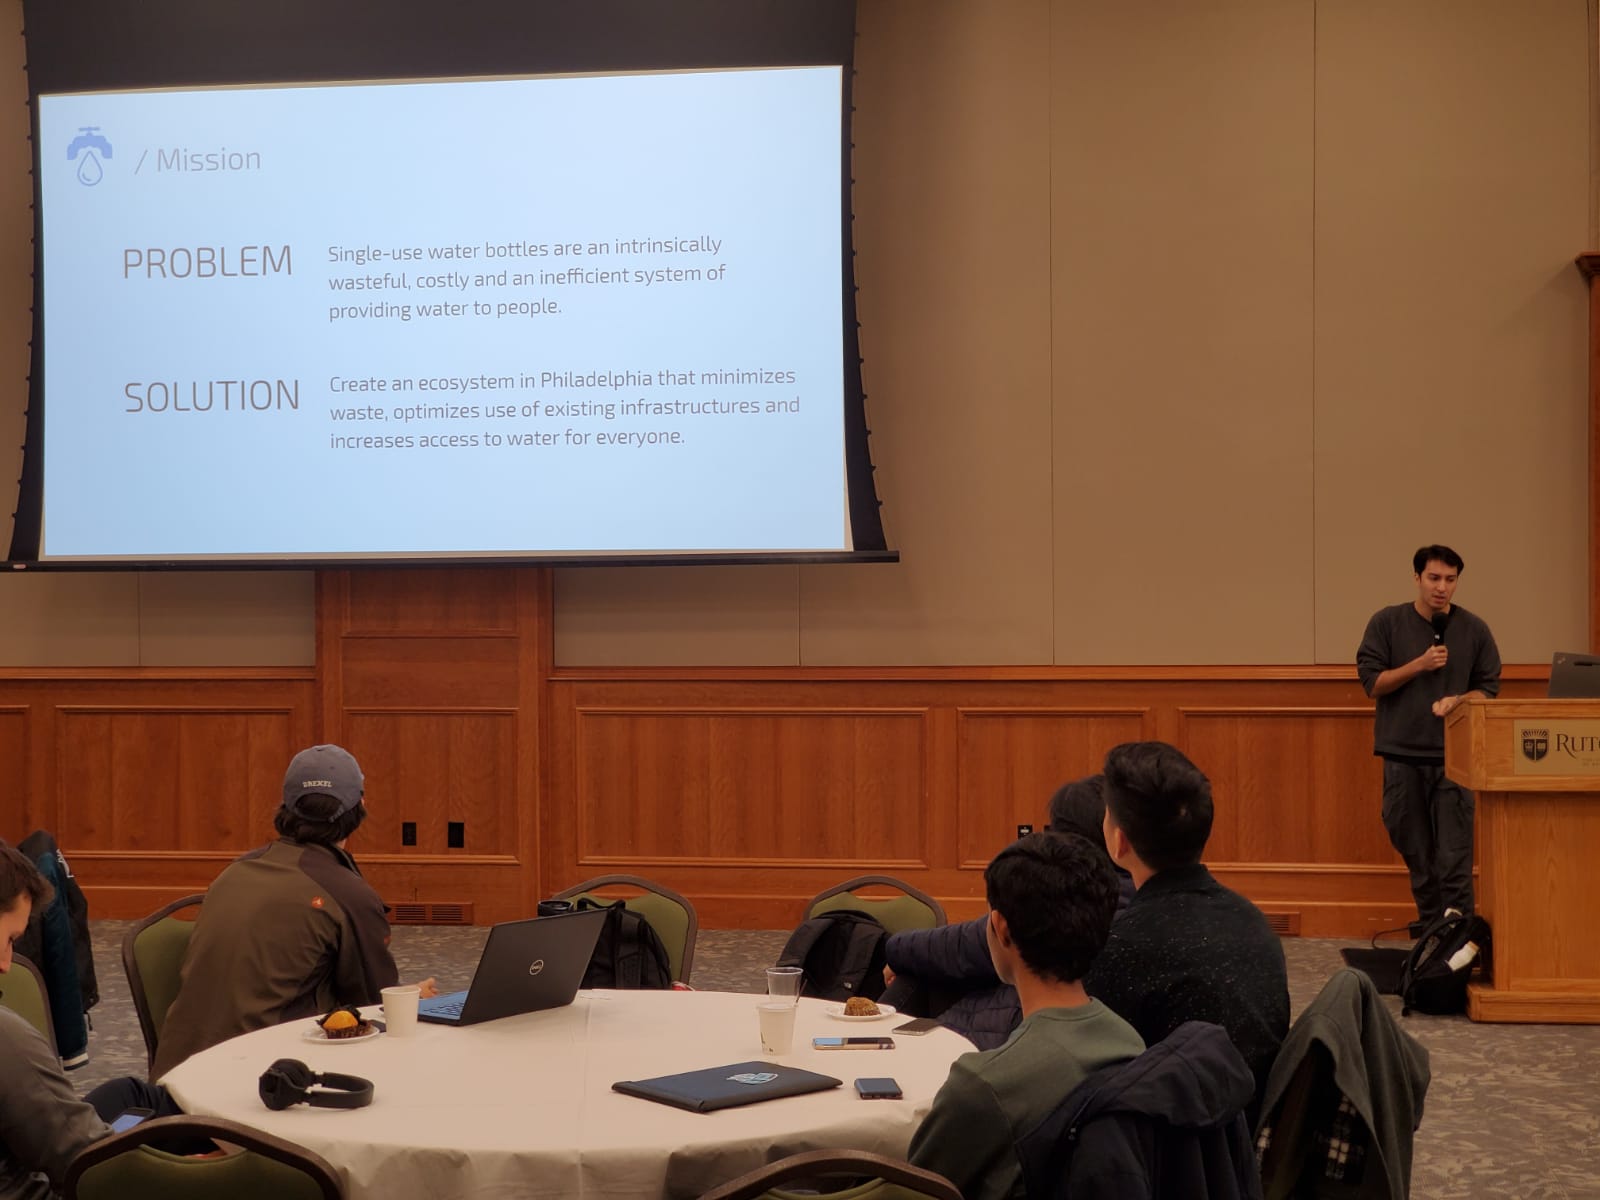 / Mission
PROBLEM
Single-use water bottles are an intrinsically
wasteful, costly and an inefficient system of
providing water to people.
SOLUTION
Create an ecosystem in Philadelphia that minimizes
waste, optimizes use of existing infrastructures and
increases access to water for everyone.
DREXEL
DELL
RUT